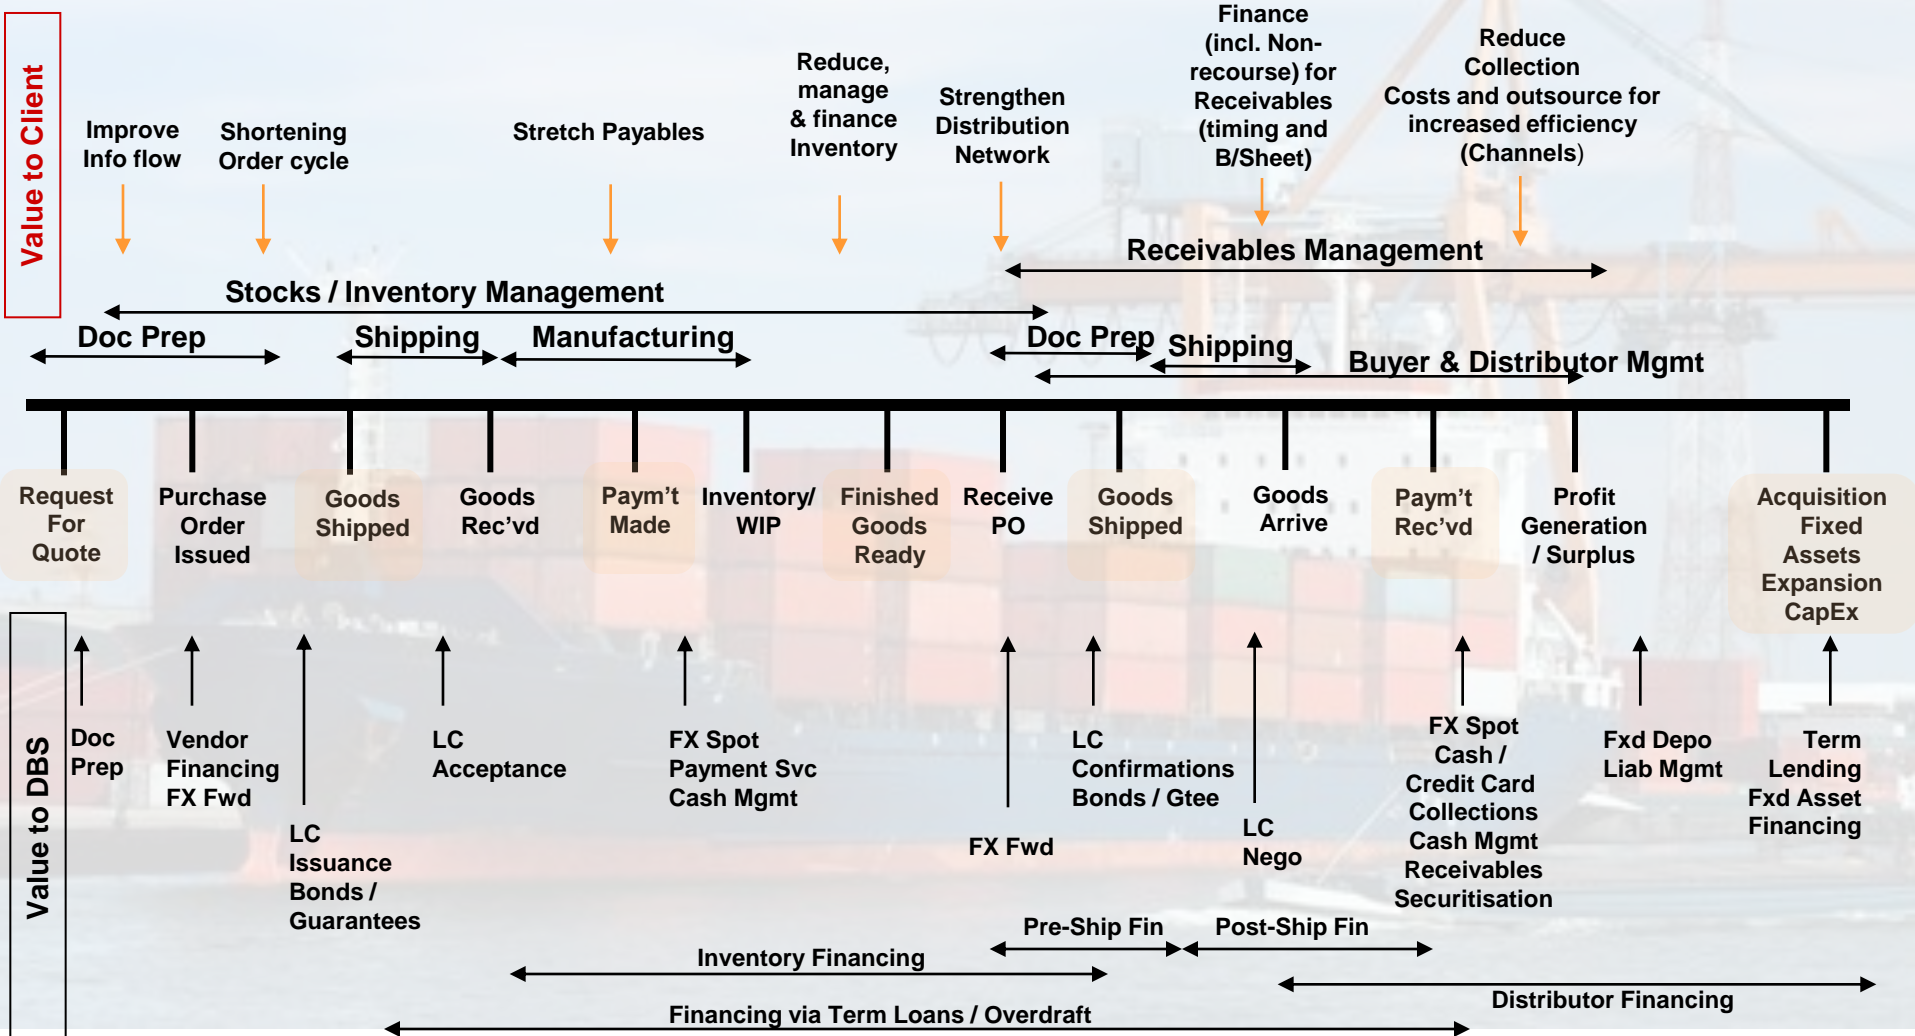 Value to Client
Improve
Info flow
Shortening
Order cycle
Stretch Payables
Reduce,
manage
& finance
Inventory
Strengthen
Distribution
Network
Finance
(incl. Non-
recourse) for
Receivables
(timing and
B/Sheet)
Reduce
Collection
Costs and outsource for
increased efficiency
(Channels)
Receivables Management
Stocks / Inventory Management
Doc Prep
Shipping
Manufacturing
Doc Prep
Shipping
Buyer & Distributor Mgmt
Request
For
Quote
Purchase
Order
Issued
Goods
Shipped
Goods
Rec'vd
Paym't
Made
Inventory/
WIP
Finished
Goods
Ready
Receive
PO
Goods
Shipped
Goods
Arrive
Paym't
Rec'vd
Profit
Generation
/ Surplus
Acquisition
Fixed
Assets
Expansion
CapEx
Value to DBS
Doc
Prep
Vendor
Financing
FX Fwd
LC
Issuance
Bonds /
Guarantees
LC
Acceptance
FX Spot
Payment Svc
Cash Mgmt
FX Fwd
LC
Confirmations
Bonds / Gtee
LC
Nego
FX Spot
Cash /
Credit Card
Collections
Cash Mgmt
Receivables
Securitisation
Fxd Depo
Liab Mgmt
Term
Lending
Fxd Asset
Financing
Pre-Ship Fin
Post-Ship Fin
Inventory Financing
Distributor Financing
Financing via Term Loans / Overdraft